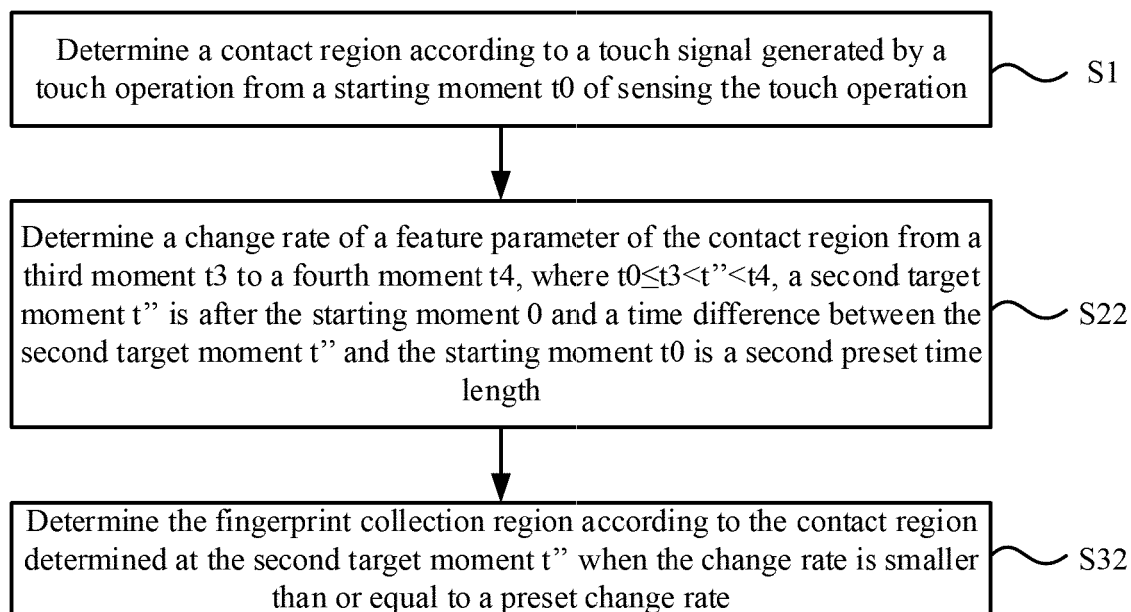 Determine a contact region according to a touch signal generated by a
touch operation from a starting moment t0 of sensing the touch operation
S1
Determine a change rate of a feature parameter of the contact region from a
third moment t3 to a fourth moment t4, where t0≤t3<t”<t4, a second target
moment t” is after the starting moment 0 and a time difference between the
second target moment t” and the starting moment t0 is a second preset time
length
S22
Determine the fingerprint collection region according to the contact region
determined at the second target moment t” when the change rate is smaller
than or equal to a preset change rate
S32